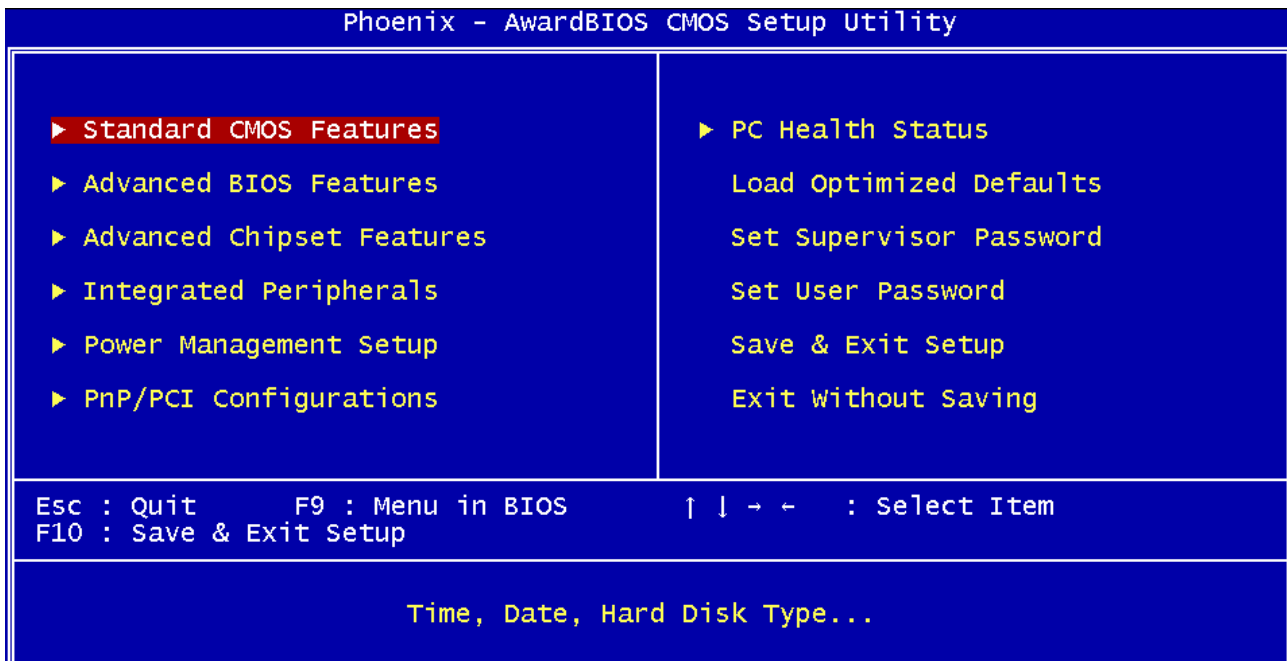 Phoenix - AwardBIOS CMOS Setup Utility
▶ Standard CMOS Features
▶ Advanced BIOS Features
▶ Advanced Chipset Features
▶ Integrated Peripherals
▶ Power Management Setup
▶ PnP/PCI Configurations
▶ PC Health Status
Load Optimized Defaults
Set Supervisor Password
Set User Password
Save & Exit Setup
Exit Without Saving
Esc : Quit F9 : Menu in BIOS ↑ ↓ → ← : Select Item
F10 : Save & Exit Setup
Time, Date, Hard Disk Type...